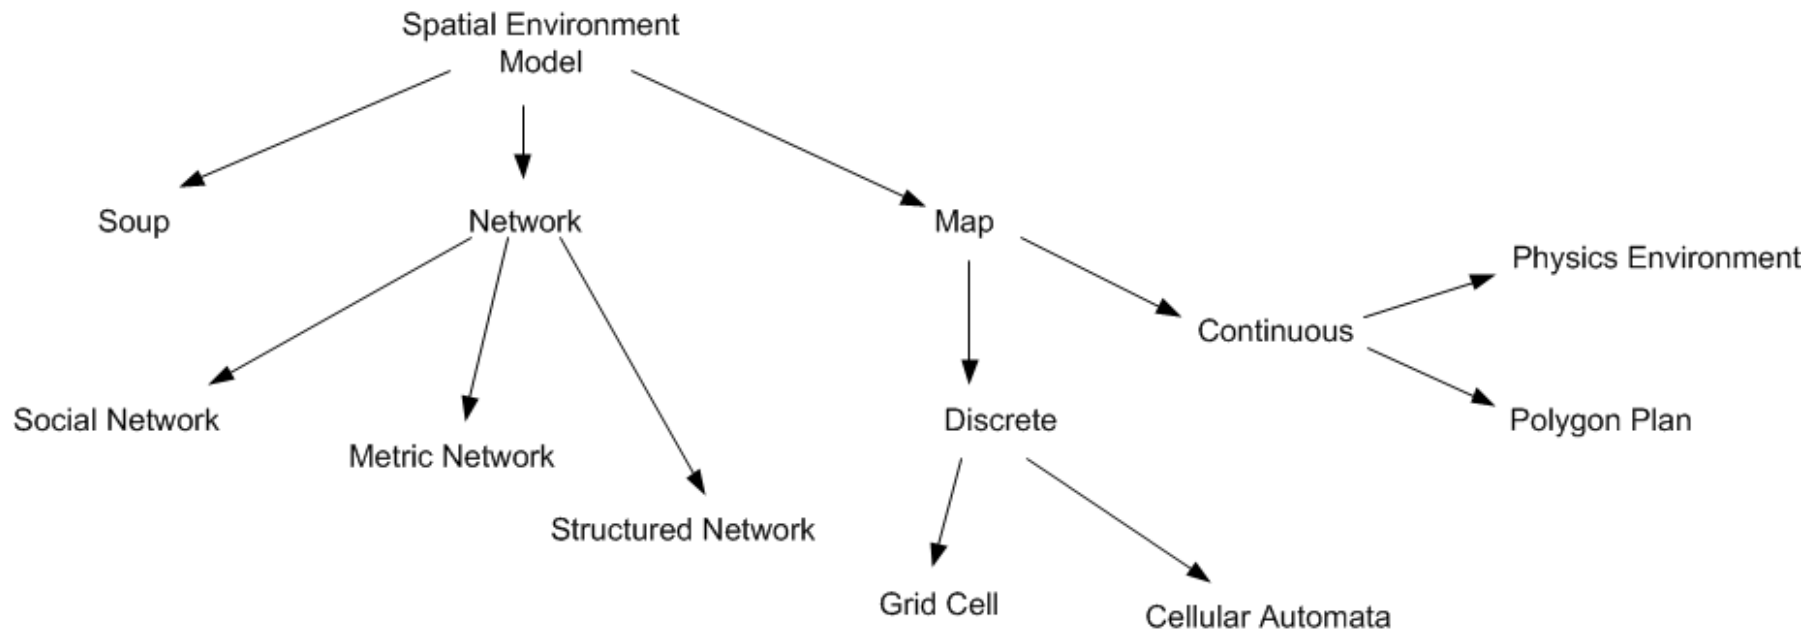 Spatial Environment
Model
Soup
Network
Map
Physics Environment
Continuous
Social Network
Discrete
Polygon Plan
Metric Network
Structured Network
Grid Cell
Cellular Automata